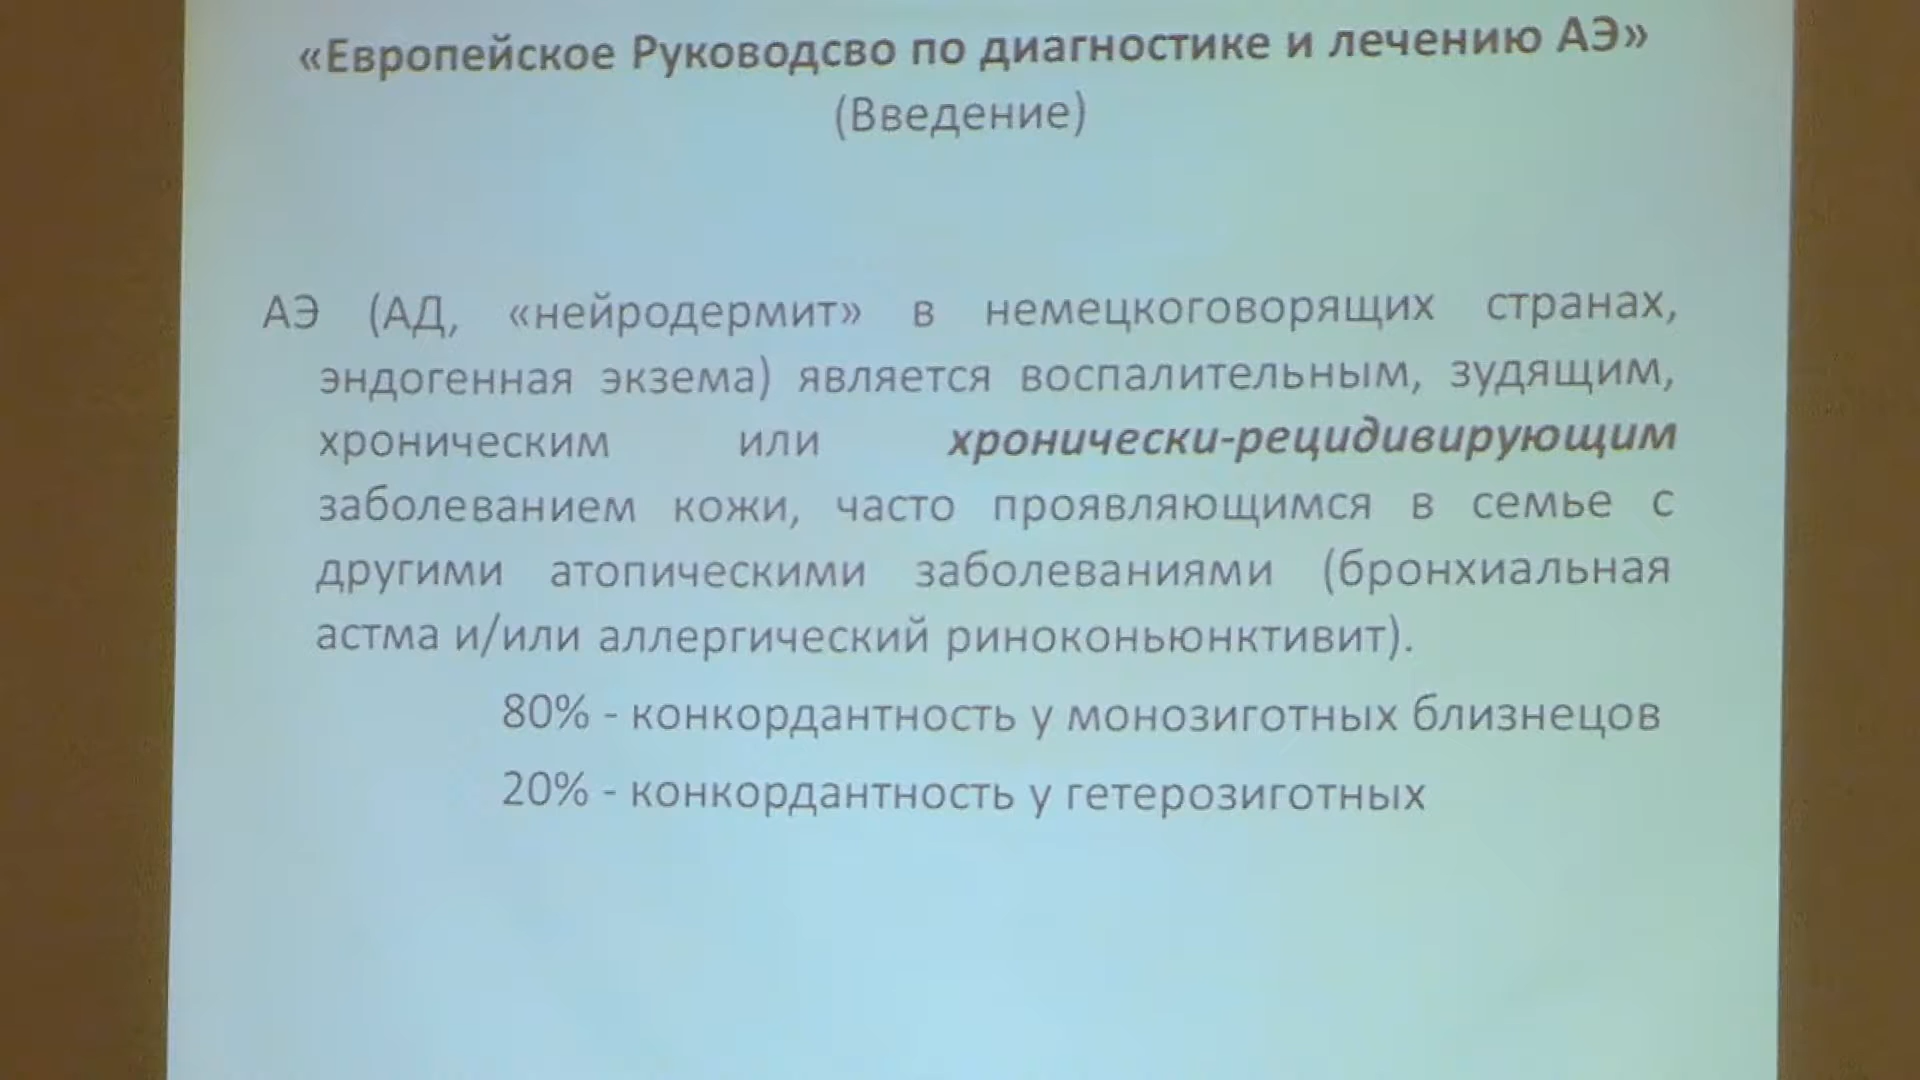 «Европейское Руководсво по диагностике и лечению АЭ»
(Введение)
АЭ (АД, «нейродермит» в немецкоговорящих странах,
эндогенная экзема) является воспалительным, зудящим,
хроническим или хронически-рецидивирующим
заболеванием кожи, часто проявляющимся в семье с
другими атопическими заболеваниями (бронхиальная
астма и/или аллергический риноконьюнктивит).
80% - конкордантность у монозиготных близнецов
20% - конкордантность у гетерозиготных